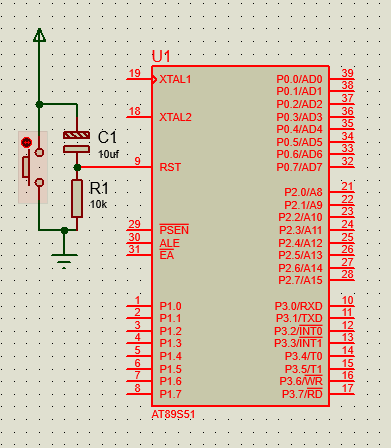 U1
19 XTAL1 P0.0/AD0 39
P0.1/AD1 38
P0.2/AD2 37
18 XTAL2 P0.3/AD3 36
P0.4/AD4 35
P0.5/AD5 34
P0.6/AD6 33
9 RST P0.7/AD7 32
C1
10uf
R1
10k
P2.0/A8 21
P2.1/A9 22
P2.2/A10 23
29 PSEN P2.3/A11 24
30 ALE P2.4/A12 25
31 EA P2.5/A13 26
P2.6/A14 27
P2.7/A15 28
1 P1.0 P3.0/RXD 10
2 P1.1 P3.1/TXD 11
3 P1.2 P3.2/INT0 12
4 P1.3 P3.3/INT1 13
5 P1.4 P3.4/T0 14
6 P1.5 P3.5/T1 15
7 P1.6 P3.6/WR 16
8 P1.7 P3.7/RD 17
AT89S51